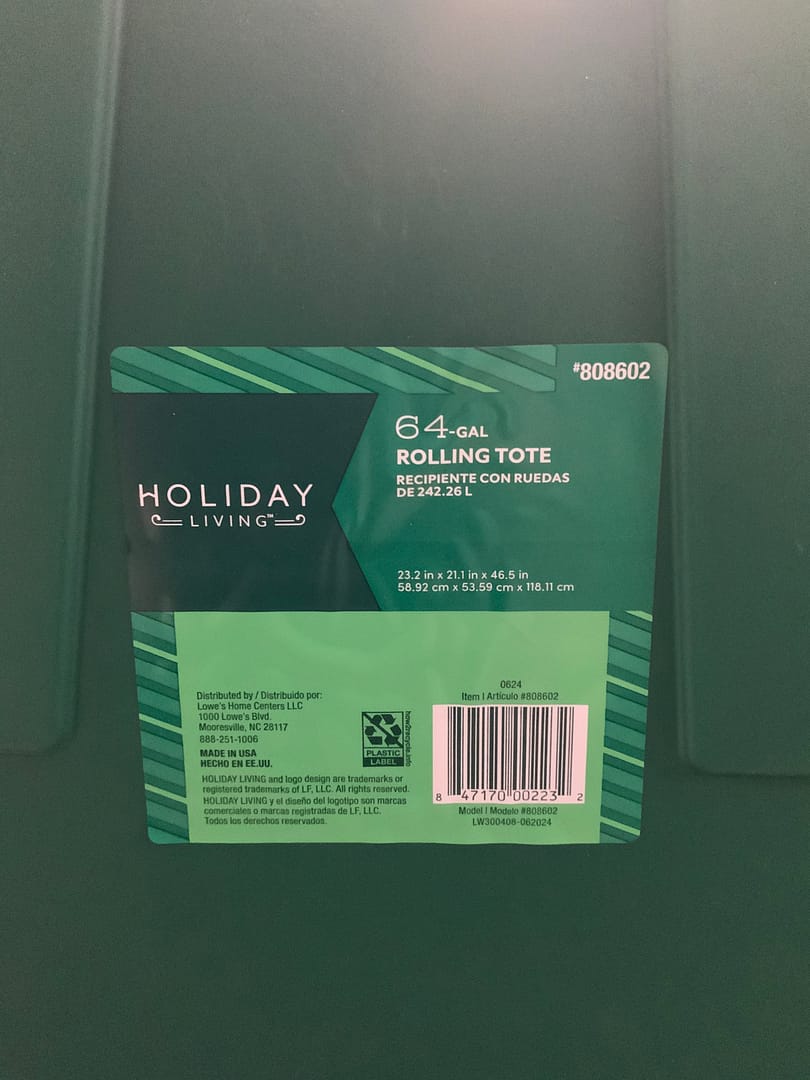 #808602
64-GAL
ROLLING TOTE
RECIPIENTE CON RUEDAS
DE 242.26 L
HOLIDAY
LIVING™
23.2 in x 21.1 in x 46.5 in
58.92 cm x 53.59 cm x 118.11 cm
Distributed by / Distribuido por:
Lowe's Home Centers LLC
1000 Lowe's Blvd.
Mooresville, NC 28117
888-251-1006
MADE IN USA
HECHO EN EE.UU.
HOLIDAY LIVING and logo design are trademarks or
registered trademarks of LF, LLC. All rights reserved.
HOLIDAY LIVING y el diseño del logotipo son marcas
comerciales o marcas registradas de LF, LLC.
Todos los derechos reservados.
PLASTIC
LABEL
how2recycle.info
0624
Item | Artículo #808602
8 47170 00223 2
Model | Modelo #808602
LW300408-062024